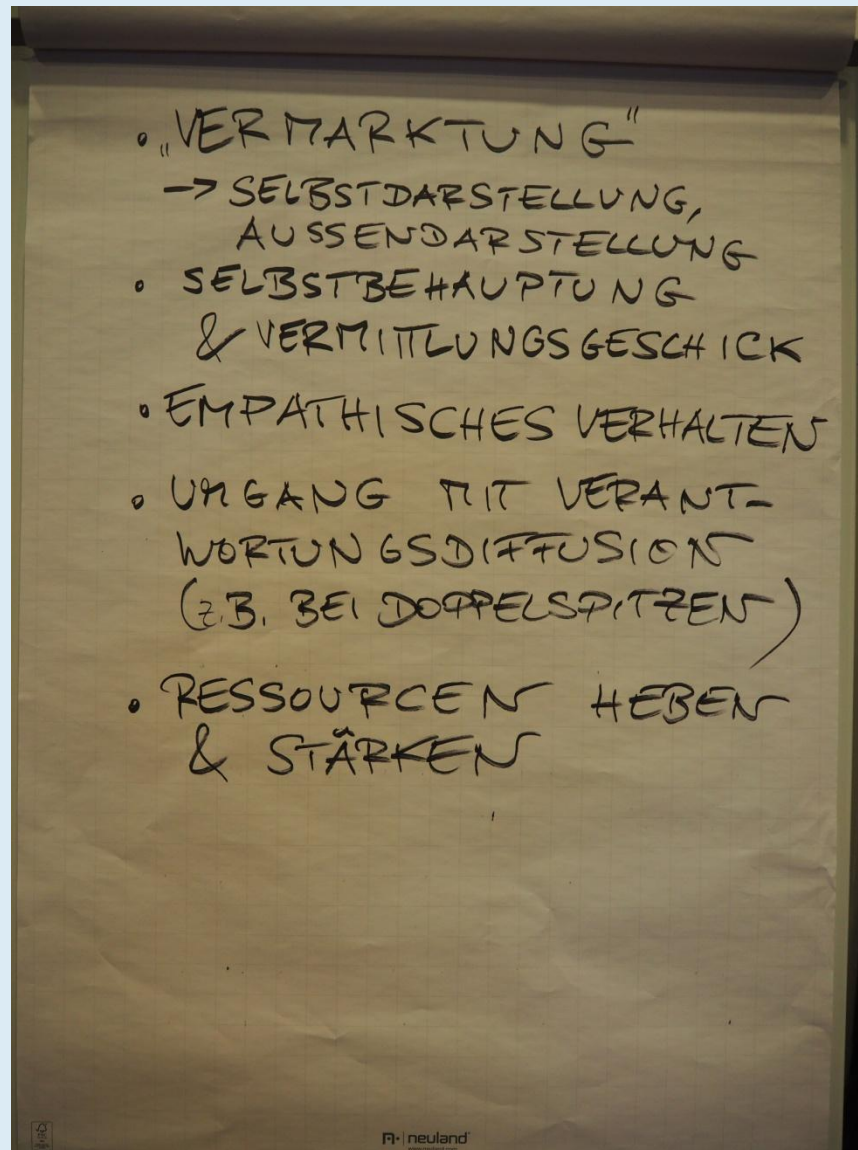 • „VERMARKTUNG"
-> SELBSTDARSTELLUNG,
AUSSENDARSTELLUNG
• SELBSTBEHAUPTUNG
& VERMITTLUNGSGESCHICK
• EMPATHISCHES VERHALTEN
• UMGANG MIT VERANT-
WORTUNGSDIFFUSION
(z.B. BEI DOPPELSPITZEN)
• RESSOURCEN HEBEN
& STÄRKEN
neuland